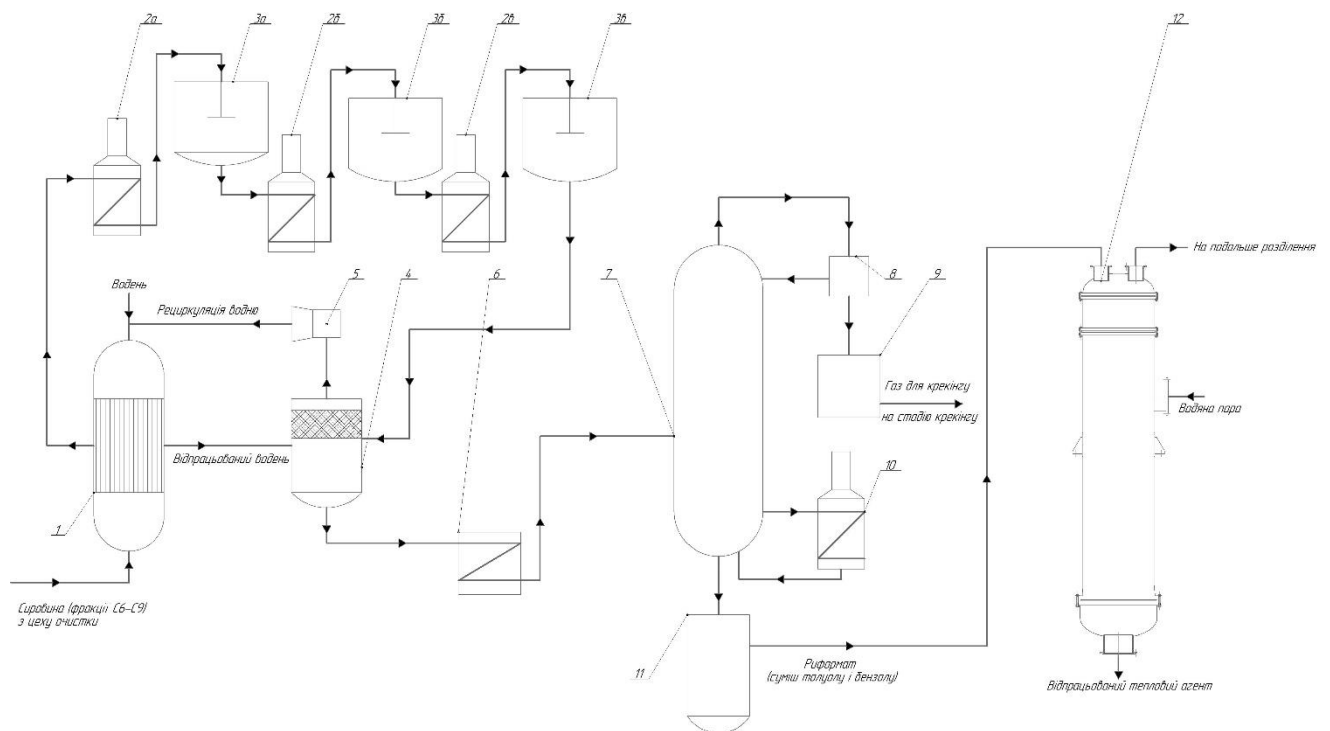 2а
3а
2б
3б
2в
3в
12
Водень
Рециркуляція водню
5
4
6
7
8
9
На подальше розділення
Газ для крекінгу
на стадію крекінгу
Водяна пара
Відпрацьований водень
10
1
Сировина (фракції С6-С9)
з цеху очистки
11
Риформат
(суміш толуолу і бензолу)
Відпрацьований тепловий агент